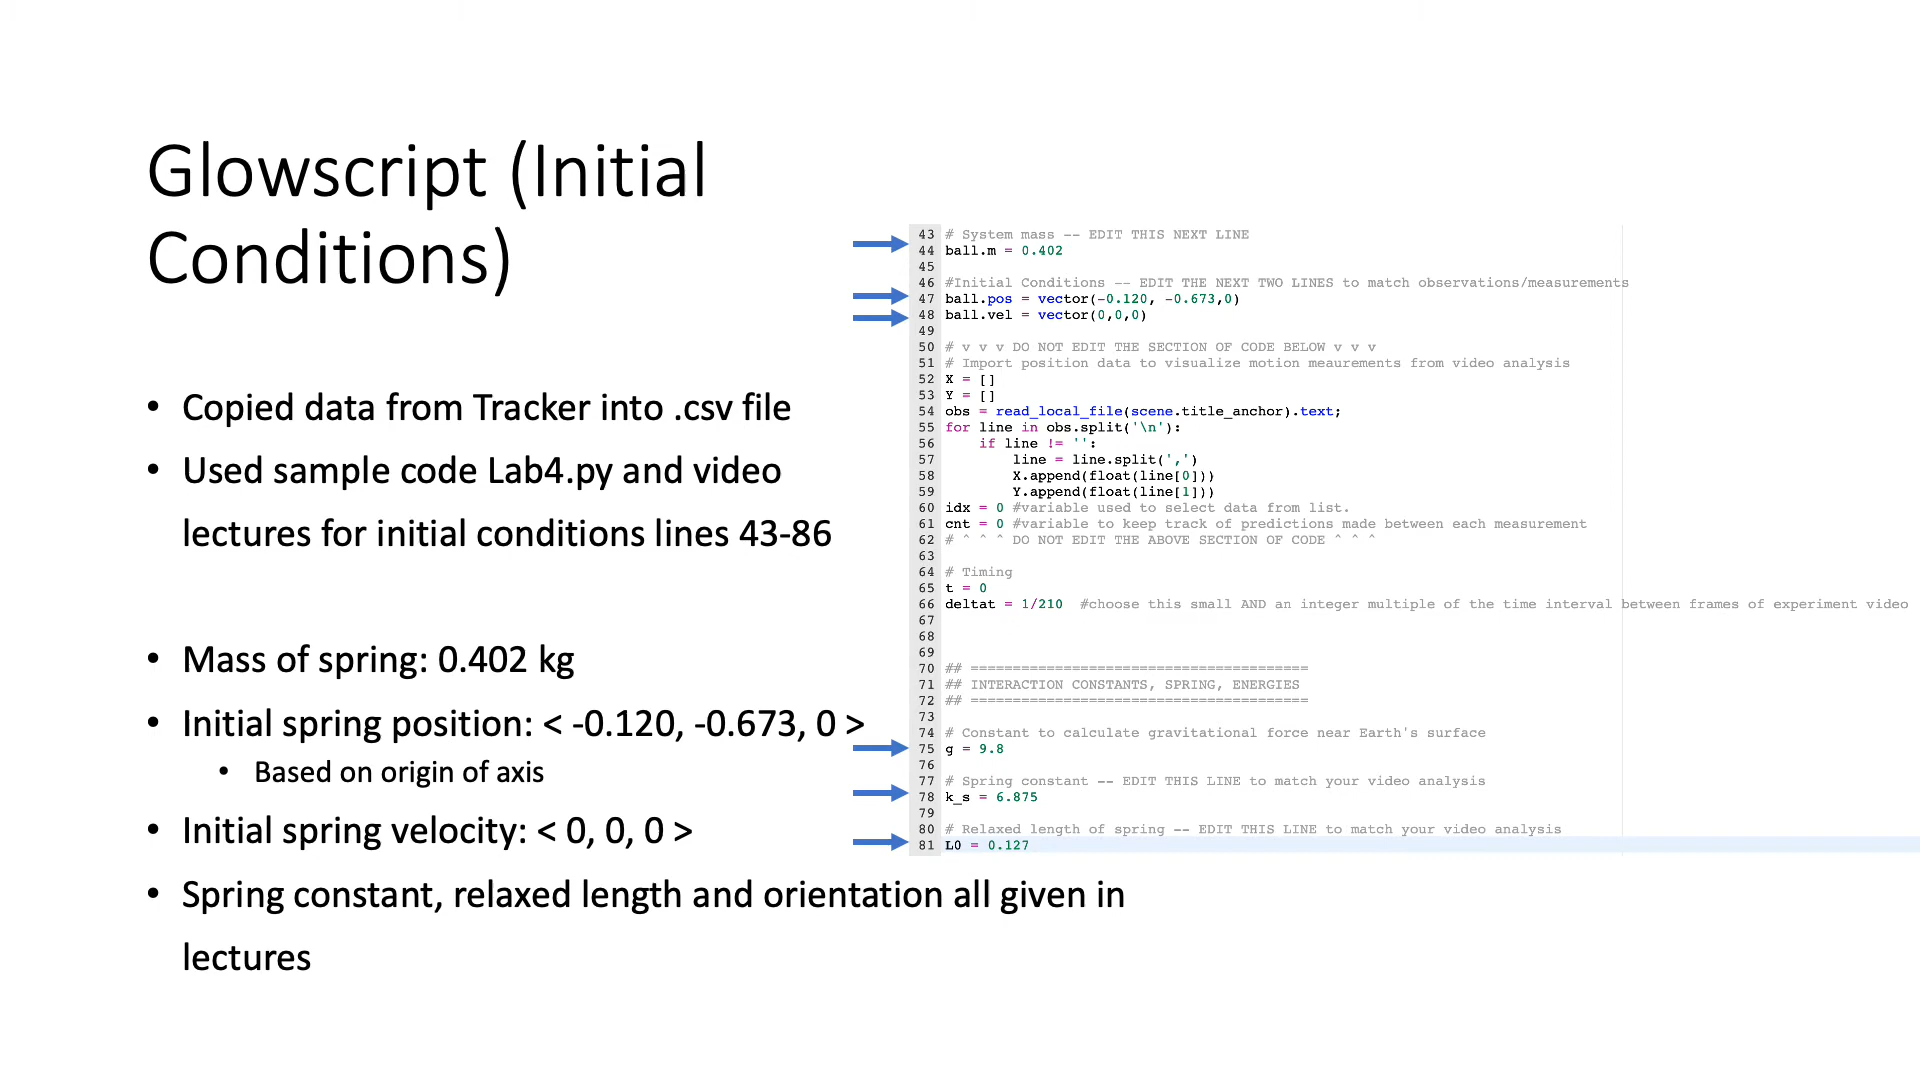 Glowscript (Initial
Conditions)
• Copied data from Tracker into .csv file
• Used sample code Lab4.py and video
lectures for initial conditions lines 43-86
• Mass of spring: 0.402 kg
• Initial spring position: < -0.120, -0.673, 0 >
• Based on origin of axis
• Initial spring velocity: < 0, 0, 0 >
• Spring constant, relaxed length and orientation all given in
lectures
43 # System mass -- EDIT THIS NEXT LINE
44 ball.m = 0.402
45
46 #Initial Conditions -- EDIT THE NEXT TWO LINES to match observations/measurements
47 ball.pos = vector(-0.120, -0.673,0)
48 ball.vel = vector(0,0,0)
49
50 # v v v DO NOT EDIT THE SECTION OF CODE BELOW v v v
51 # Import position data to visualize motion meaurements from video analysis
52 X = []
53 Y = []
54 obs = read_local_file(scene.title_anchor).text;
55 for line in obs.split('\n'):
56     if line != '':
57         line = line.split(',')
58         X.append(float(line[0]))
59         Y.append(float(line[1]))
60 idx = 0 #variable used to select data from list.
61 cnt = 0 #variable to keep track of predictions made between each measurement
62 # ^ ^ ^ DO NOT EDIT THE ABOVE SECTION OF CODE ^ ^ ^
63
64 # Timing
65 t = 0
66 deltat = 1/210  #choose this small AND an integer multiple of the time interval between frames of experiment video
67
68
69
70 ## ========================================
71 ## INTERACTION CONSTANTS, SPRING, ENERGIES
72 ## ========================================
73
74 # Constant to calculate gravitational force near Earth's surface
75 g = 9.8
76
77 # Spring constant -- EDIT THIS LINE to match your video analysis
78 k_s = 6.875
79
80 # Relaxed length of spring -- EDIT THIS LINE to match your video analysis
81 L0 = 0.127